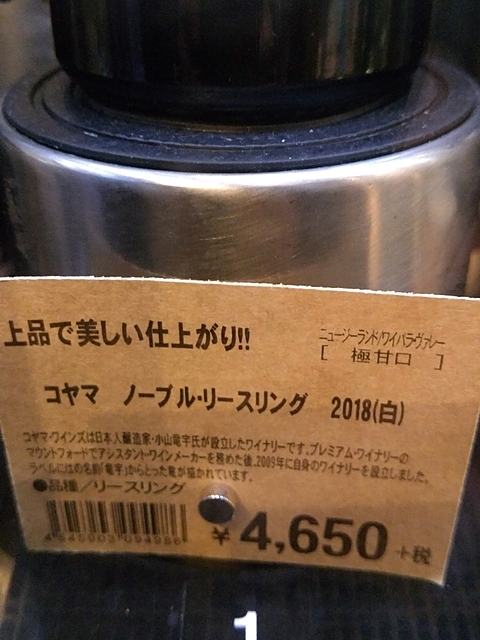 上品で美しい仕上がり!!
ニュージーランド/ワイパラ・ヴァレー
[ 極甘口 ]
コヤマ ノーブル・リースリング 2018(白)
コヤマ・ワインズは日本人醸造家・小山竜宇氏が設立したワイナリーです。プレミアム・ワイナリーの
マウントフォードでアシスタント・ワインメーカーを務めた後、2009年に自身のワイナリーを設立しました。
ラベルには の名前「竜宇」からとった竜が描かれています。
●品種/リースリング
4 545903 094986
¥4,650 +税
1